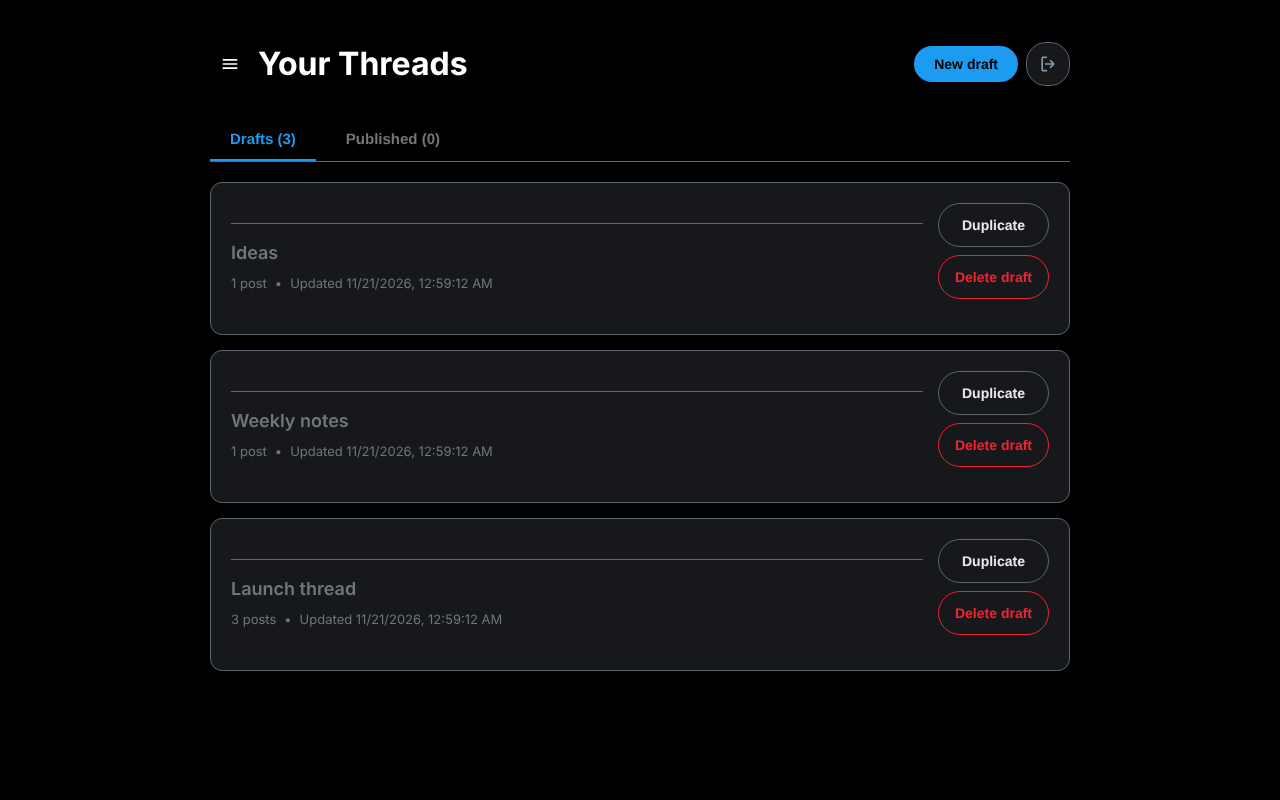 Your Threads
New draft
Drafts (3)
Published (0)
Ideas
1 post • Updated 11/21/2026, 12:59:12 AM
Duplicate
Delete draft
Weekly notes
1 post • Updated 11/21/2026, 12:59:12 AM
Duplicate
Delete draft
Launch thread
3 posts • Updated 11/21/2026, 12:59:12 AM
Duplicate
Delete draft